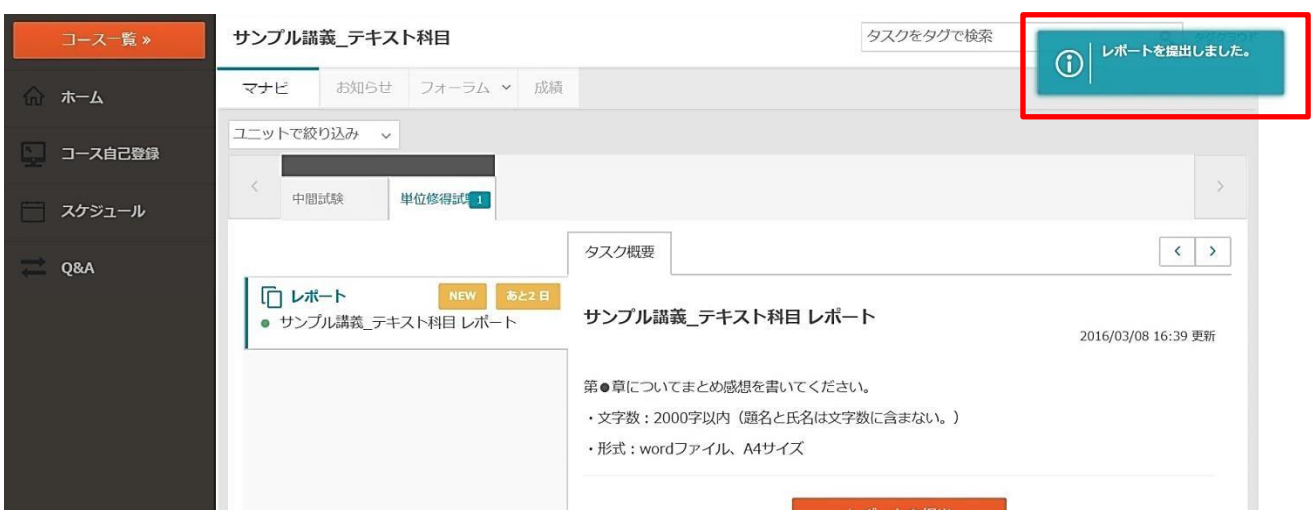 コース一覧 »
ホーム
コース自己登録
スケジュール
Q&A
サンプル講義_テキスト科目
タスクをタグで検索
レポートを提出しました。
マナビ
お知らせ
フォーラム
成績
ユニットで絞り込み
中間試験
単位修得試
1
タスク概要
レポート
NEW
あと2 日
サンプル講義_テキスト科目 レポート
サンプル講義_テキスト科目 レポート
2016/03/08 16:39 更新
第●章についてまとめ感想を書いてください。
・文字数：2000字以内（題名と氏名は文字数に含まない。）
・形式：wordファイル、A4サイズ